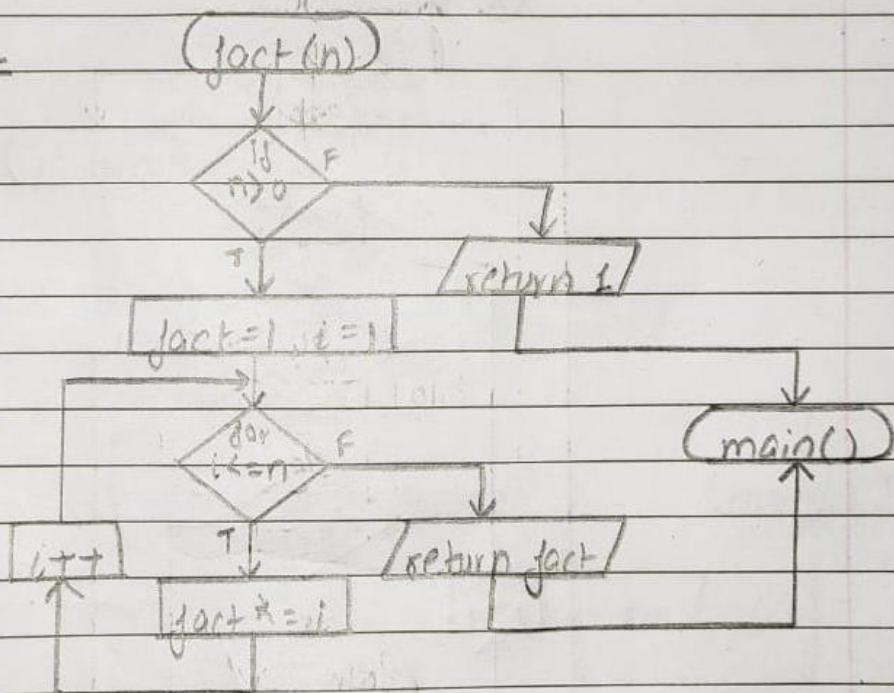 fact(n)
If
n>0
F
T
return 1
fact=1, i=1
for
i<=n
F
main()
T
i++
return fact
fact*=i